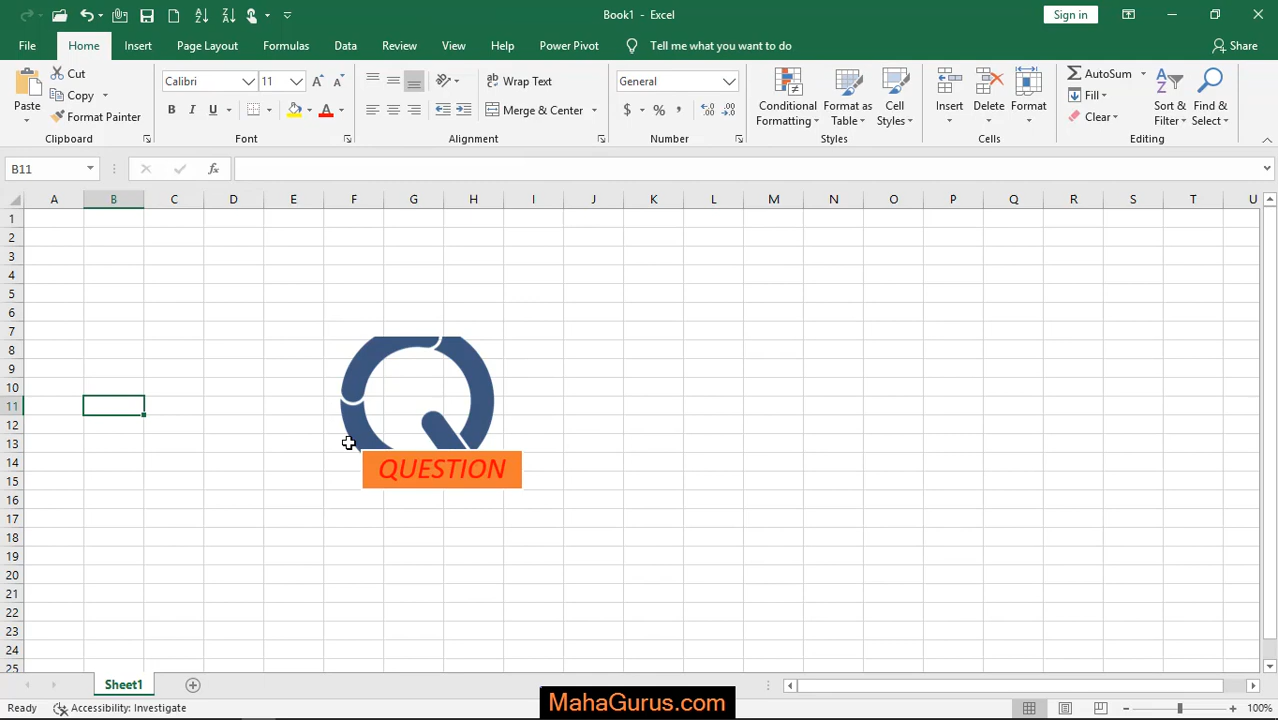 Book1 - Excel
Sign in
File Home Insert Page Layout Formulas Data Review View Help Power Pivot Tell me what you want to do Share
Paste
Cut
Copy
Format Painter
Clipboard
Calibri 11
B I U
Font
Wrap Text
Merge & Center
Alignment
General
$ % ,
Number
Conditional Formatting
Format as Table
Cell Styles
Styles
Insert Delete Format
Cells
AutoSum
Fill
Clear
Sort & Filter
Find & Select
Editing
B11 fx
A B C D E F G H I J K L M N O P Q R S T U
1
2
3
4
5
6
7
8
9
10
11
12
13
14
15
16
17
18
19
20
21
22
23
24
25
Q
QUESTION
Sheet1
Ready Accessibility: Investigate
MahaGurus.com
100%